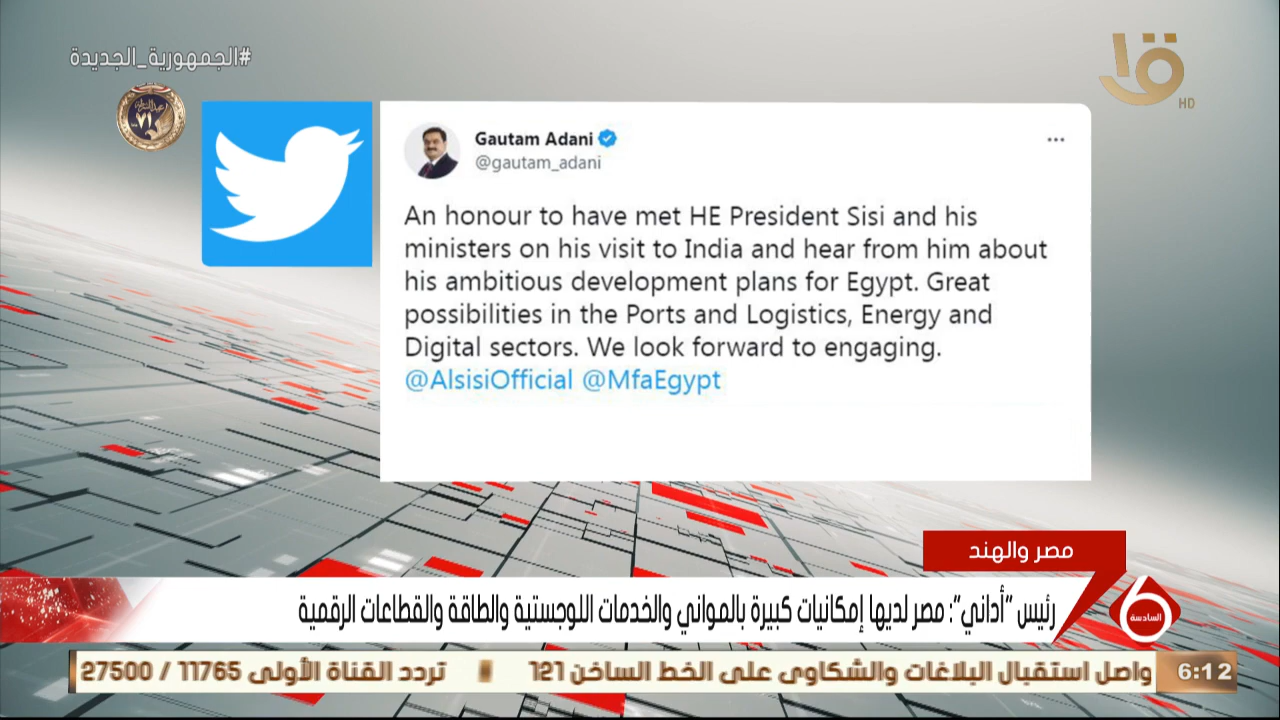 #الجمهورية_الجديدة
HD
عيد الشرطة
٧١
Gautam Adani
@gautam_adani
An honour to have met HE President Sisi and his
ministers on his visit to India and hear from him about
his ambitious development plans for Egypt. Great
possibilities in the Ports and Logistics, Energy and
Digital sectors. We look forward to engaging.
@AlsisiOfficial @MfaEgypt
مصر والهند
رئيس "أداني": مصر لديها إمكانيات كبيرة بالمواني والخدمات اللوجستية والطاقة والقطاعات الرقمية
السادسة
6:12 واصل استقبال البلاغات والشكاوى على الخط الساخن 121 تردد القناة الأولى 11765 / 27500